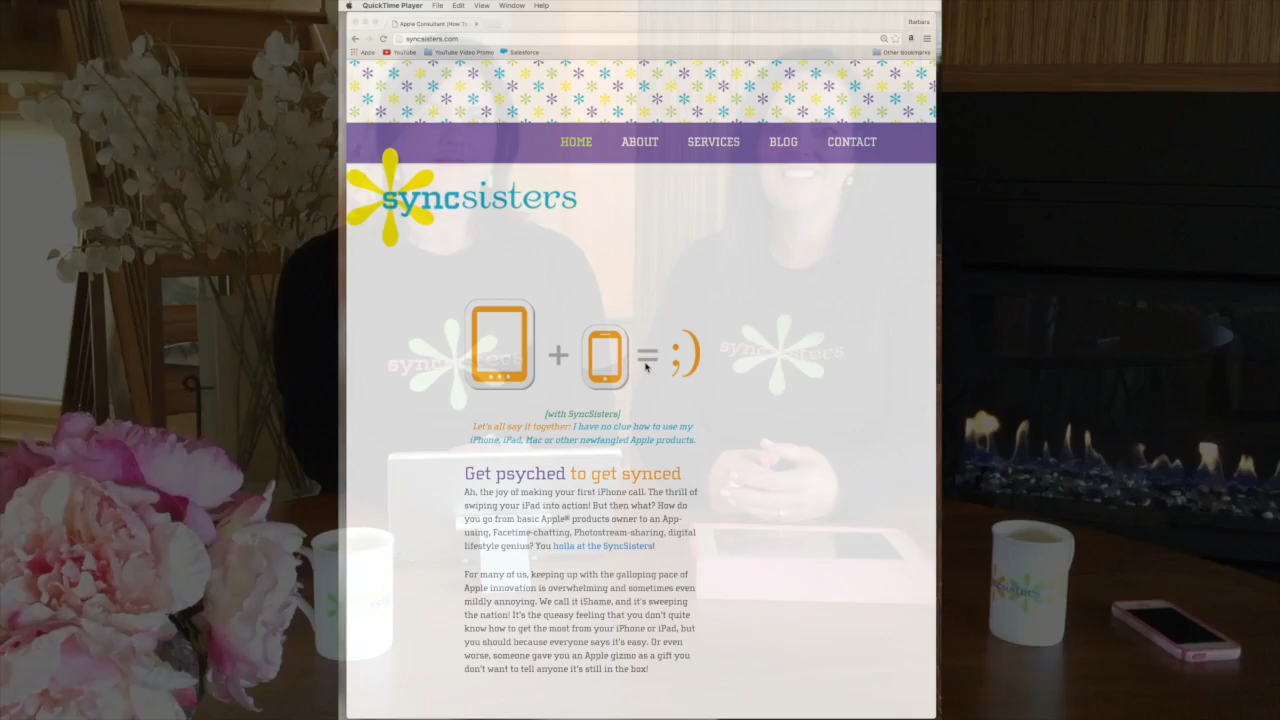 QuickTime Player File Edit View Window Help
Apple Consultant (How To
Barbara
syncsisters.com
Apps YouTube YouTube Video Promo Salesforce Other Bookmarks
HOME ABOUT SERVICES BLOG CONTACT
syncsisters
+ = ;)
syncsisters
syncsisters
[with SyncSisters]
Let's all say it together: I have no clue how to use my
iPhone, iPad, Mac or other newfangled Apple products.
Get psyched to get synced
Ah, the joy of making your first iPhone call. The thrill of
swiping your iPad into action! But then what? How do
you go from basic Apple® products owner to an App-
using, Facetime-chatting, Photostream-sharing, digital
lifestyle genius? You holla at the SyncSisters!
For many of us, keeping up with the galloping pace of
Apple innovation is overwhelming and sometimes even
mildly annoying. We call it iShame, and it's sweeping
the nation! It's the queasy feeling that you don't quite
know how to get the most from your iPhone or iPad, but
you should because everyone says it's easy. Or even
worse, someone gave you an Apple gizmo as a gift you
don't want to tell anyone it's still in the box!
syncsisters